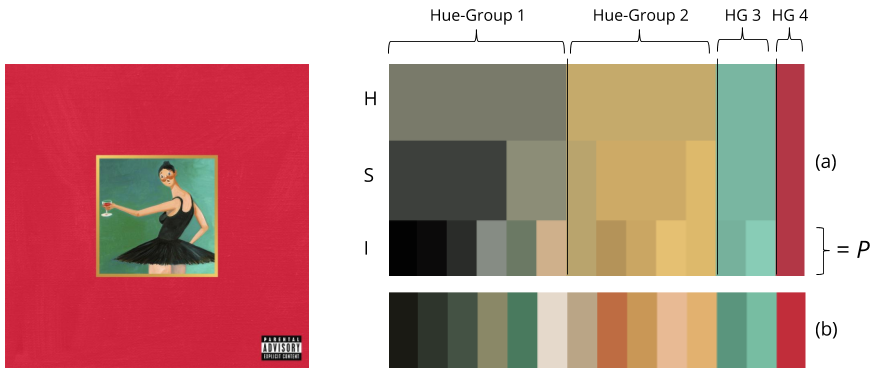 Hue-Group 1
Hue-Group 2
HG 3
HG 4
H
S
(a)
I
= P
(b)
PARENTAL
ADVISORY
EXPLICIT CONTENT